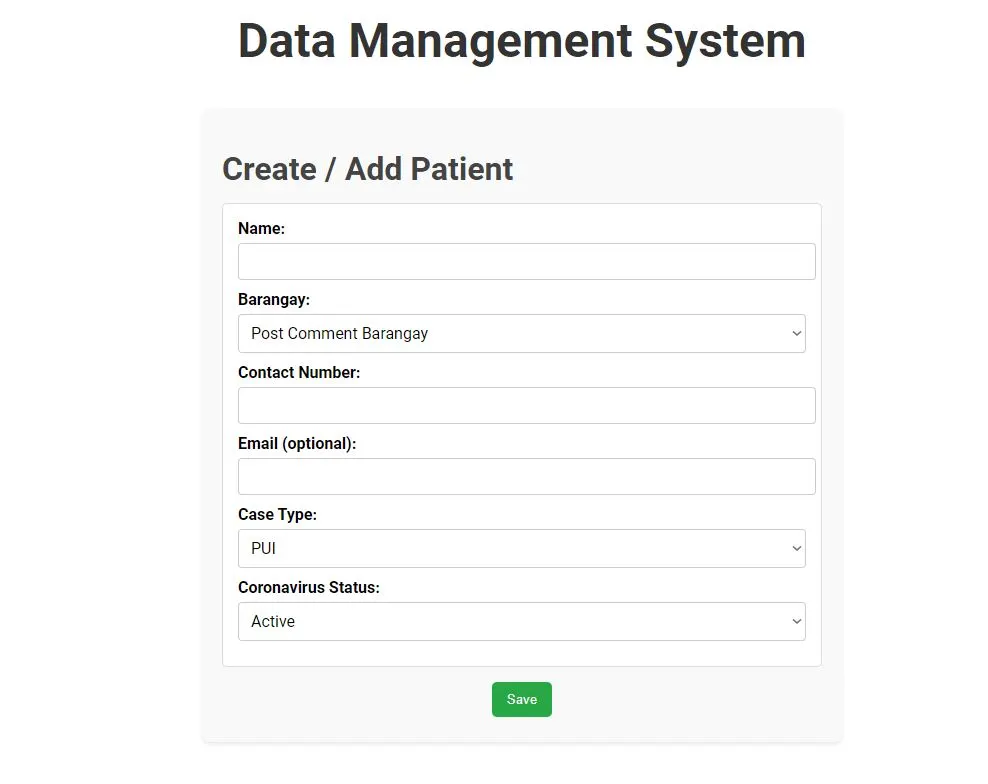 Data Management System
Create / Add Patient
Name:
Barangay:
Post Comment Barangay
Contact Number:
Email (optional):
Case Type:
PUI
Coronavirus Status:
Active
Save